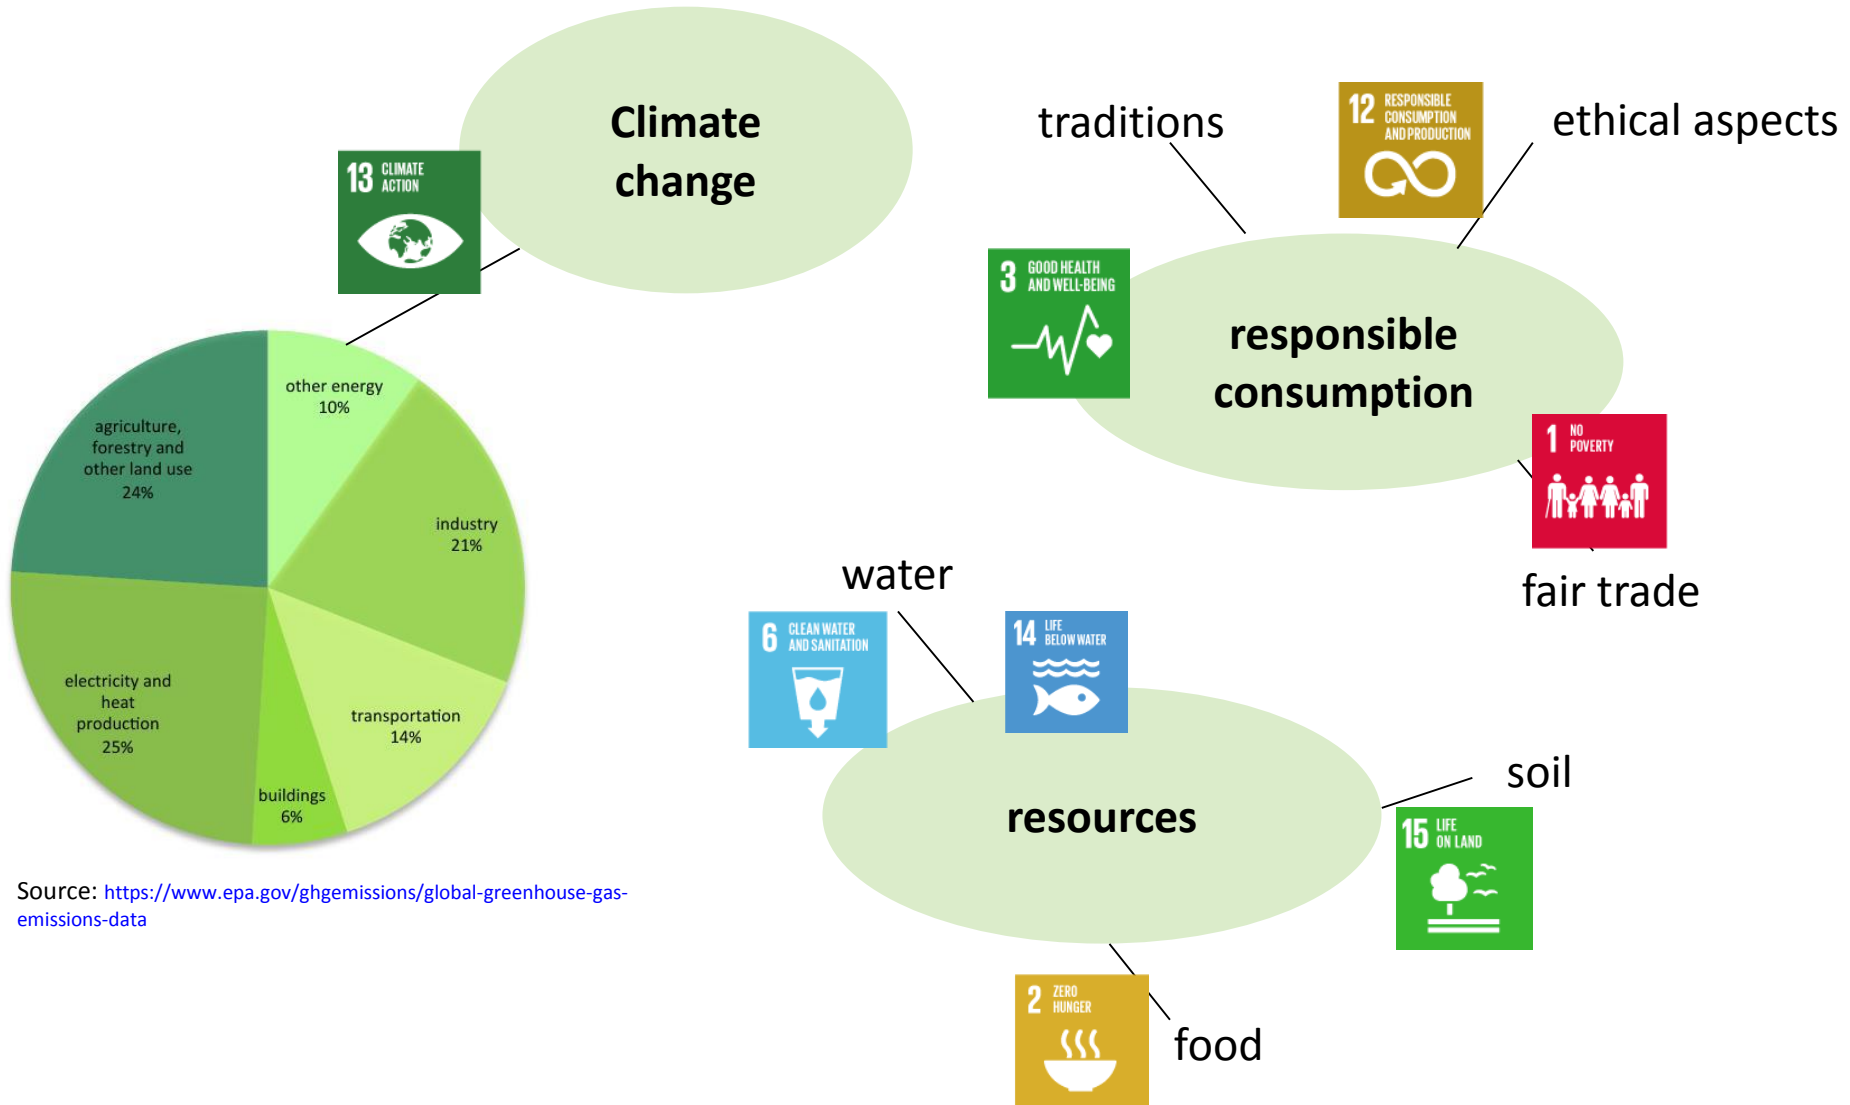 Climate
change
13 CLIMATE
ACTION
other energy
10%
industry
21%
transportation
14%
buildings
6%
electricity and
heat
production
25%
agriculture,
forestry and
other land use
24%
Source: https://www.epa.gov/ghgemissions/global-greenhouse-gas-
emissions-data
traditions
12 RESPONSIBLE
CONSUMPTION
AND PRODUCTION
ethical aspects
3 GOOD HEALTH
AND WELL-BEING
responsible
consumption
1 NO
POVERTY
fair trade
water
6 CLEAN WATER
AND SANITATION
14 LIFE
BELOW WATER
resources
soil
15 LIFE
ON LAND
2 ZERO
HUNGER
food